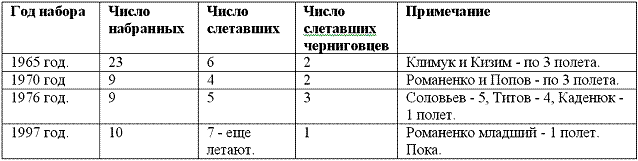 Год набора Число набранных Число слетавших Число слетавших черниговцев Примечание
1965 год. 23 6 2 Климук и Кизим - по 3 полета.
1970 год. 9 4 2 Романенко и Попов - по 3 полета.
1976 год. 9 5 3 Соловьев - 5, Титов - 4, Каденюк -
1 полет.
1997 год. 10 7 - еще 1 Романенко младший - 1 полет.
летают. Пока.